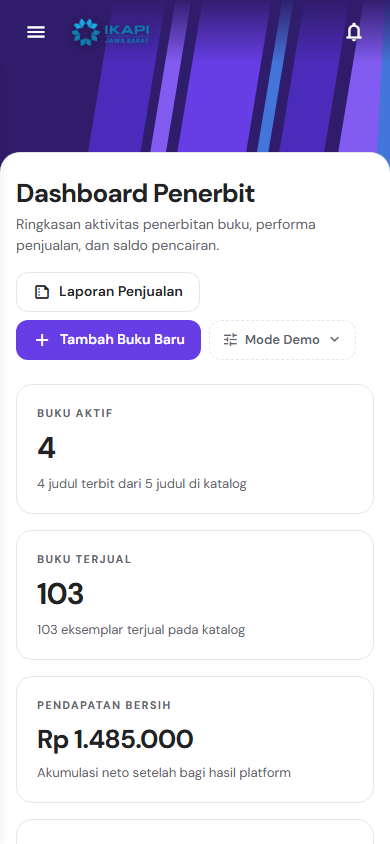 IKAPI
JAWA BARAT
Dashboard Penerbit
Ringkasan aktivitas penerbitan buku, performa
penjualan, dan saldo pencairan.
Laporan Penjualan
Tambah Buku Baru
Mode Demo
BUKU AKTIF
4
4 judul terbit dari 5 judul di katalog
BUKU TERJUAL
103
103 eksemplar terjual pada katalog
PENDAPATAN BERSIH
Rp 1.485.000
Akumulasi neto setelah bagi hasil platform